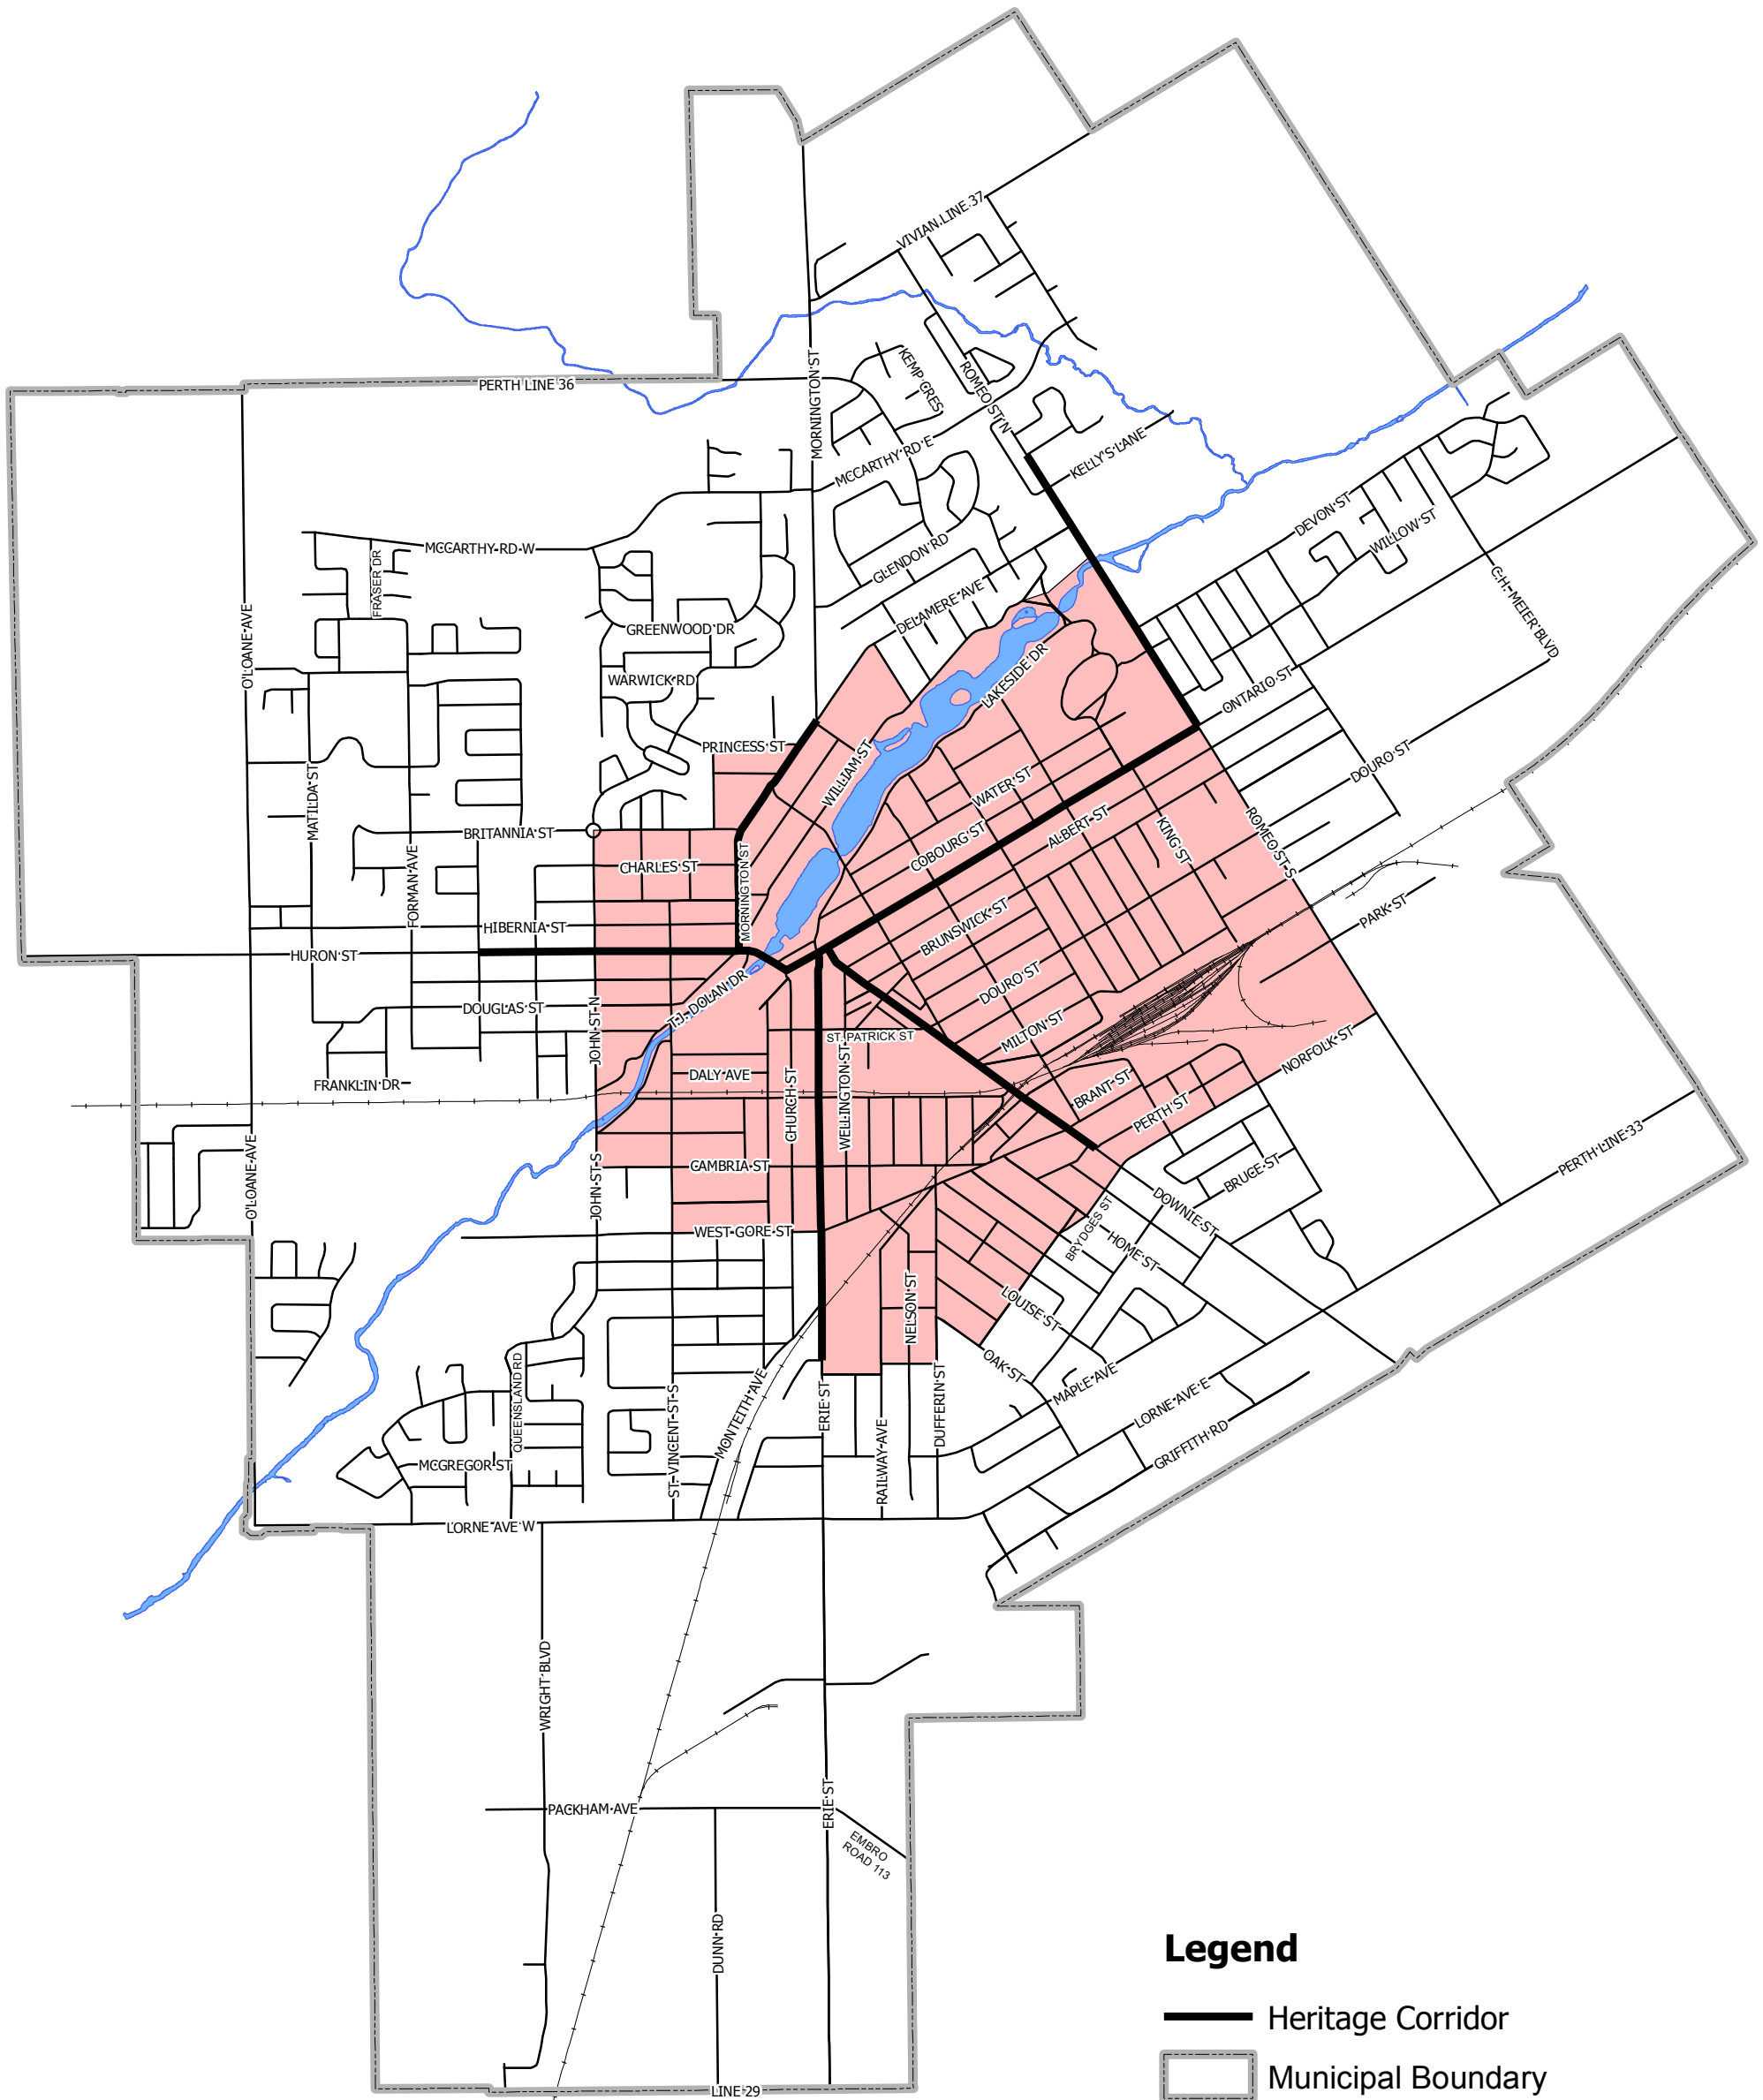 VIVIAN LINE 37
PERTH LINE 36
MORNINGTON ST
KEMP CRES
ROMEO ST N
MCCARTHY RD E
KELLY'S LANE
DEVON ST
WILLOW ST
MCCARTHY RD W
FRASER DR
GLENDON RD
C.H. MEIER BLVD
O'LOANE AVE
GREENWOOD DR
DELAMERE AVE
WARWICK RD
LAKESIDE DR
ONTARIO ST
PRINCESS ST
WILLIAM ST
DOURO ST
WATER ST
MATILDA ST
BRITANNIA ST
COBOURG ST
ALBERT ST
KING ST
ROMEO ST S
CHARLES ST
FORMAN AVE
MORNINGTON ST
HIBERNIA ST
BRUNSWICK ST
PARK ST
HURON ST
DOUGLAS ST
T.J. DOLAN DR
DOURO ST
JOHN ST N
ST. PATRICK ST
MILTON ST
NORFOLK ST
FRANKLIN DR
DALY AVE
CHURCH ST
WELLINGTON ST
BRANT ST
PERTH ST
PERTH LINE 33
O'LOANE AVE
JOHN ST S
CAMBRIA ST
BRUCE ST
WEST GORE ST
BRYDGES ST
DOWNIE ST
HOME ST
NELSON ST
LOUISE ST
OAK ST
MAPLE AVE
QUEENSLAND RD
ST. VINCENT ST S
MONTEITH AVE
ERIE ST
RAILWAY AVE
DUFFERIN ST
LORNE AVE E
GRIFFITH RD
MCGREGOR ST
LORNE AVE W
WRIGHT BLVD
PACKHAM AVE
ERIE ST
EMBRO
ROAD 113
DUNN RD
LINE 29
Legend
Heritage Corridor
Municipal Boundary